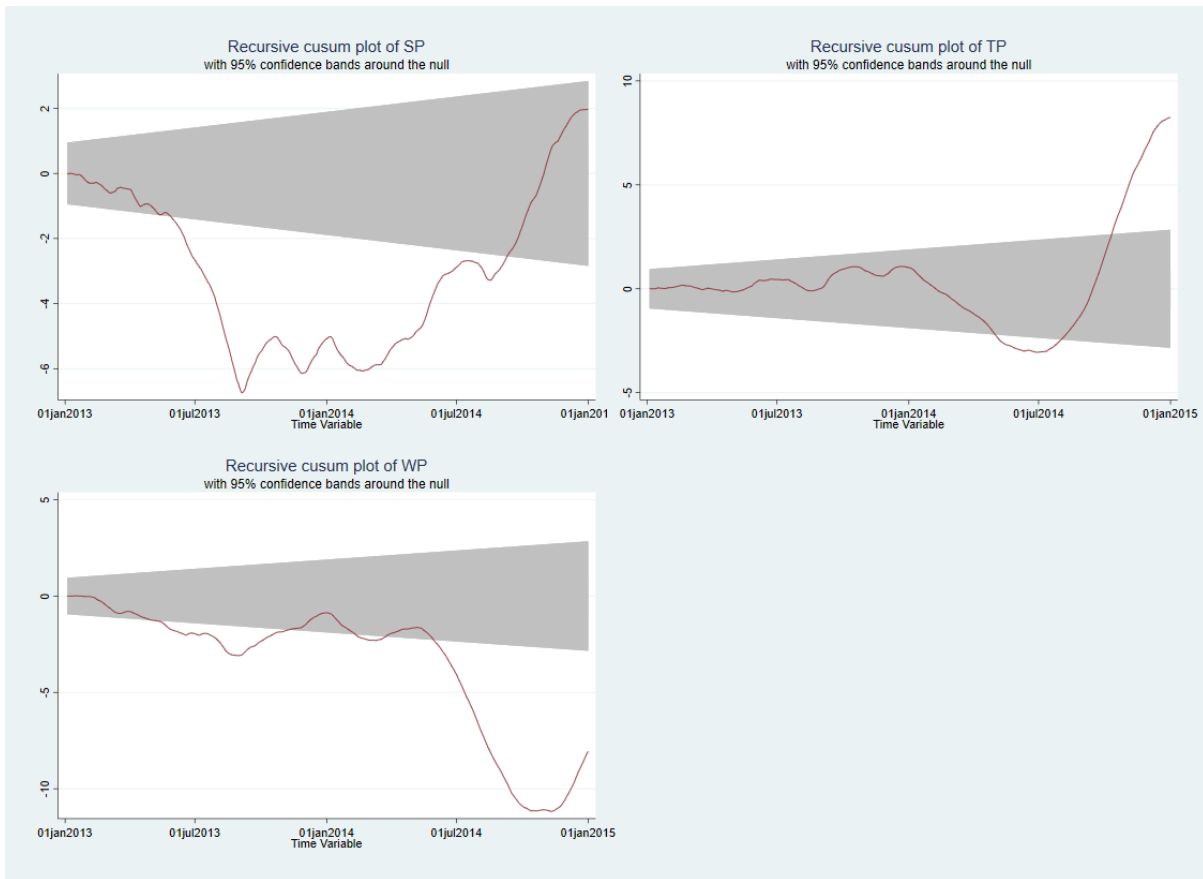 Recursive cusum plot of SP
with 95% confidence bands around the null
2
0
-2
-4
-6
01jan2013 01jul2013 01jan2014 01jul2014 01jan201
Time Variable
Recursive cusum plot of TP
with 95% confidence bands around the null
10
5
0
-5
01jan2013 01jul2013 01jan2014 01jul2014 01jan2015
Time Variable
Recursive cusum plot of WP
with 95% confidence bands around the null
5
0
-5
-10
01jan2013 01jul2013 01jan2014 01jul2014 01jan2015
Time Variable